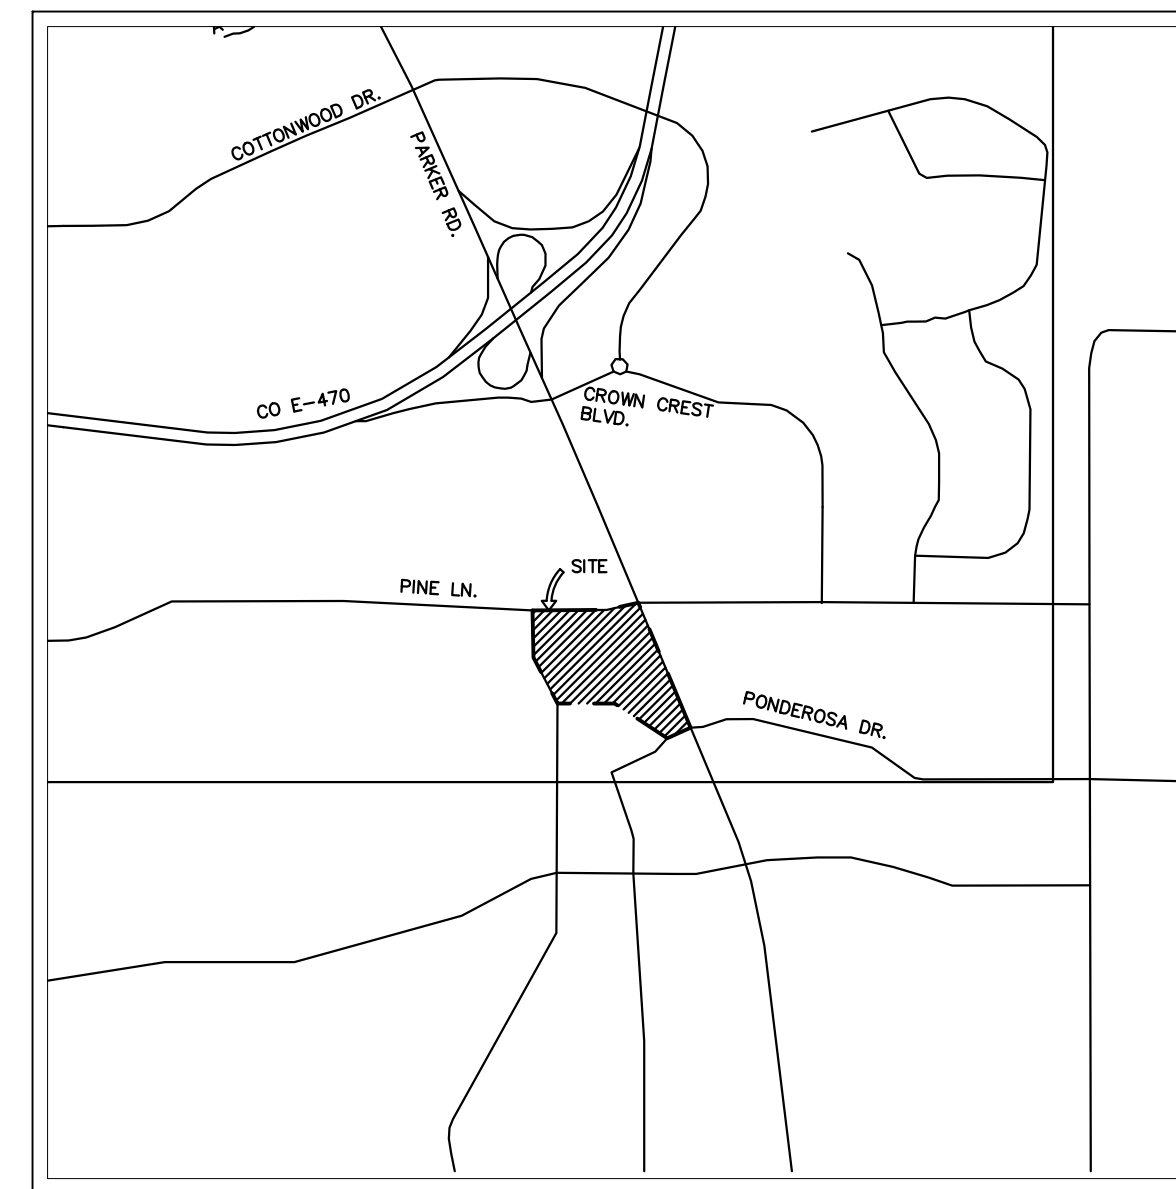 COTTONWOOD DR.
PARKER RD.
CO E-470
CROWN CREST
BLVD.
SITE
PINE LN.
PONDEROSA DR.